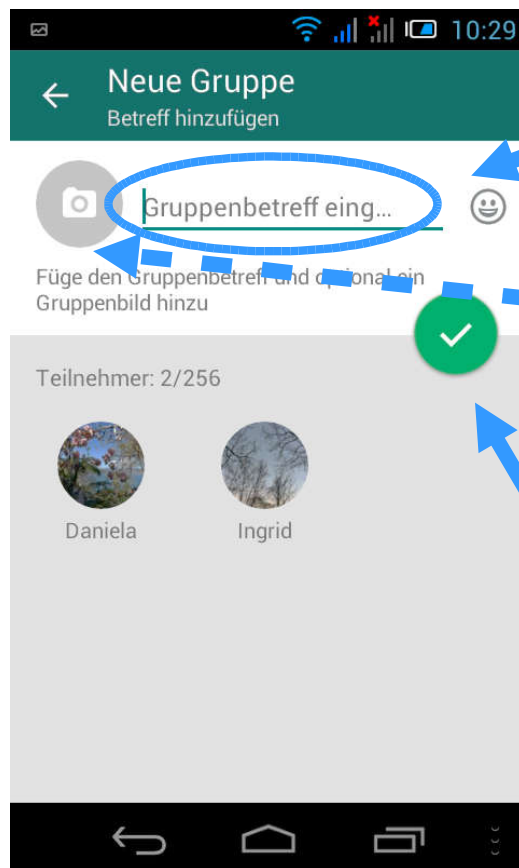 10:29
Neue Gruppe
Betreff hinzufügen
Gruppenbetreff eing...
Füge den Gruppenbetreff und optional ein
Gruppenbild hinzu
Teilnehmer: 2/256
Daniela Ingrid